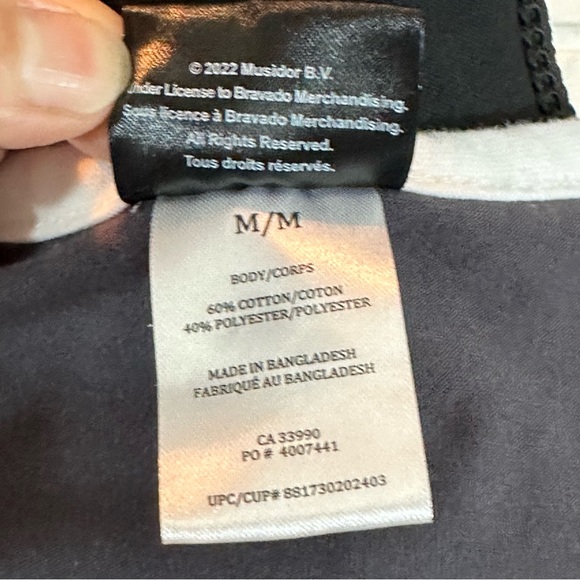 © 2022 Musidor B.V.
Under License to Bravado Merchandising.
Sous licence à Bravado Merchandising.
All Rights Reserved.
Tous droits réservés.
M/M
BODY/CORPS
60% COTTON/COTON
40% POLYESTER/POLYESTER
MADE IN BANGLADESH
FABRIQUÉ AU BANGLADESH
CA 33990
PO # 4007441
UPC/CUP# 881730202403